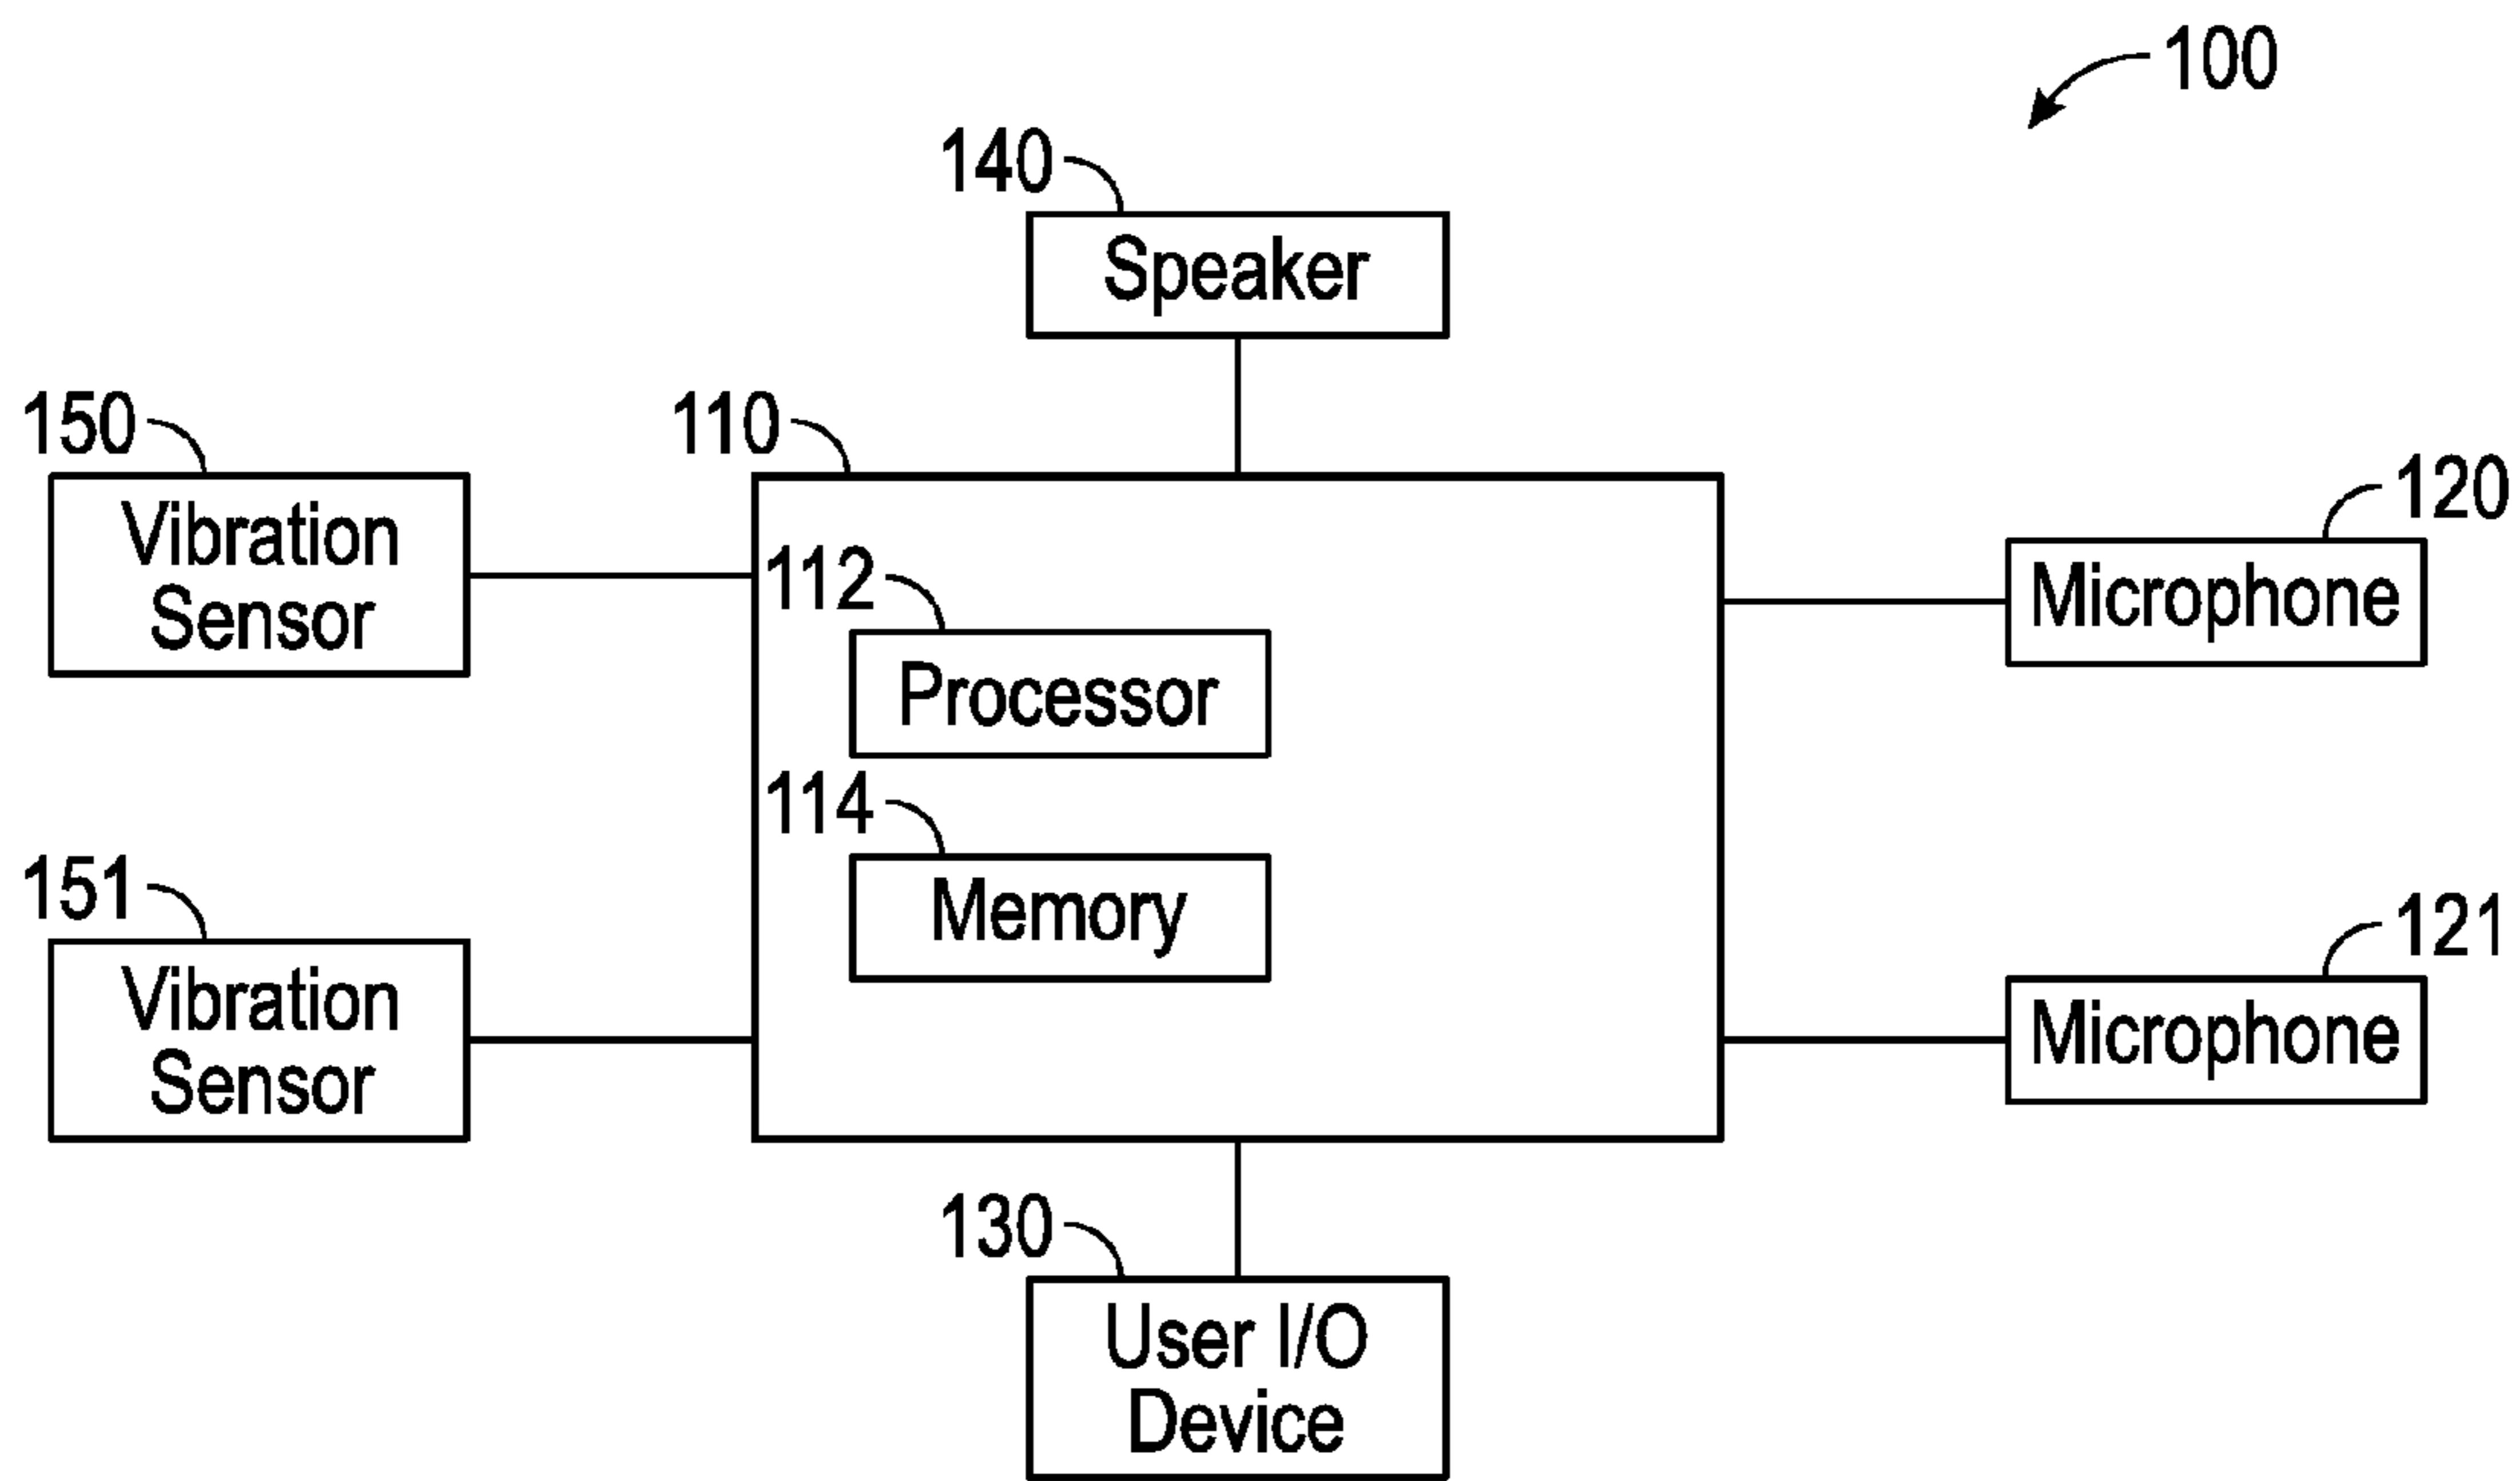 100
140
Speaker
150
110
Vibration
Sensor
120
Microphone
112
Processor
114
Memory
151
Vibration
Sensor
121
Microphone
130
User I/O
Device